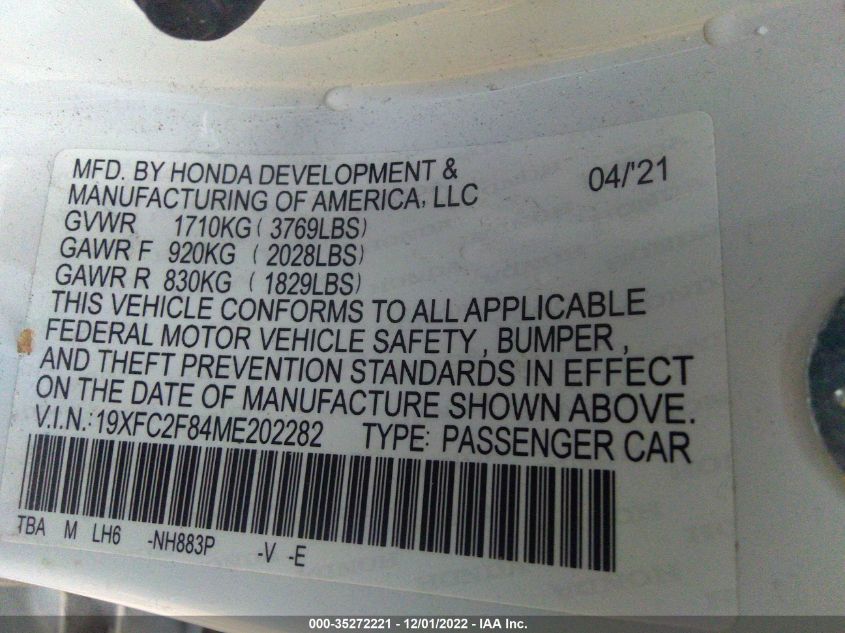 MFD. BY HONDA DEVELOPMENT &
MANUFACTURING OF AMERICA, LLC
04/'21
GVWR 1710KG ( 3769LBS)
GAWR F 920KG ( 2028LBS)
GAWR R 830KG ( 1829LBS)
THIS VEHICLE CONFORMS TO ALL APPLICABLE
FEDERAL MOTOR VEHICLE SAFETY , BUMPER ,
AND THEFT PREVENTION STANDARDS IN EFFECT
ON THE DATE OF MANUFACTURE SHOWN ABOVE.
V.I.N.: 19XFC2F84ME202282 TYPE: PASSENGER CAR
TBA M LH6 -NH883P -V -E
000-35272221 - 12/01/2022 - IAA Inc.